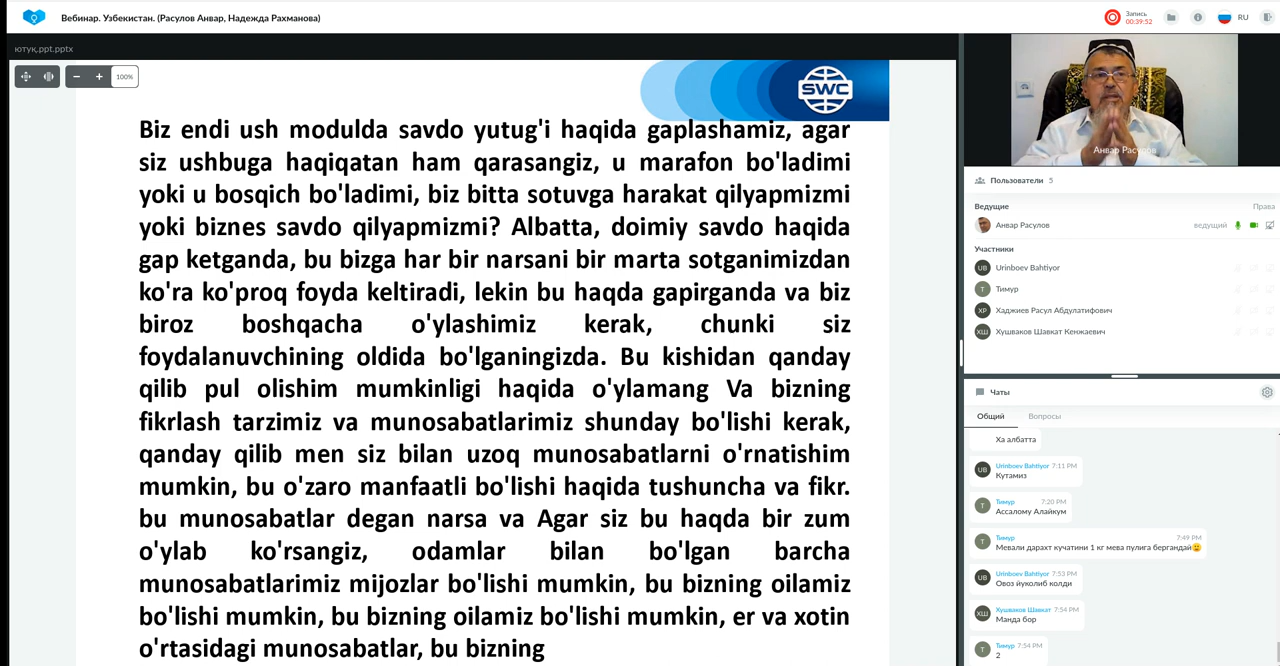 Вебинар. Узбекистан. (Расулов Анвар, Надежда Рахманова)
Запись
00:39:52
RU
ютуқ.ppt.pptx
100%
SWC
Biz endi ush modulda savdo yutug'i haqida gaplashamiz, agar
siz ushbuga haqiqatan ham qarasangiz, u marafon bo'ladimi
yoki u bosqich bo'ladimi, biz bitta sotuvga harakat qilyapmizmi
yoki biznes savdo qilyapmizmi? Albatta, doimiy savdo haqida
gap ketganda, bu bizga har bir narsani bir marta sotganimizdan
ko'ra ko'proq foyda keltiradi, lekin bu haqda gapirganda va biz
biroz boshqacha o'ylashimiz kerak, chunki siz
foydalanuvchining oldida bo'lganingizda. Bu kishidan qanday
qilib pul olishim mumkinligi haqida o'ylamang Va bizning
fikrlash tarzimiz va munosabatlarimiz shunday bo'lishi kerak,
qanday qilib men siz bilan uzoq munosabatlarni o'rnatishim
mumkin, bu o'zaro manfaatli bo'lishi haqida tushuncha va fikr.
bu munosabatlar degan narsa va Agar siz bu haqda bir zum
o'ylab ko'rsangiz, odamlar bilan bo'lgan barcha
munosabatlarimiz mijozlar bo'lishi mumkin, bu bizning oilamiz
bo'lishi mumkin, bu bizning oilamiz bo'lishi mumkin, er va xotin
o'rtasidagi munosabatlar, bu bizning
Анвар Расулов
Пользователи 5
Ведущие Права
Анвар Расулов ведущий
Участники
UB Urinboev Bahtiyor
Т Тимур
ХР Хаджиев Расул Абдулатифович
ХШ Хушваков Шавкат Кенжаевич
Чаты
Общий Вопросы
Ха албатта
UB Urinboev Bahtiyor 7:11 PM
Кутамиз
Т Тимур 7:20 PM
Ассалому Алайкум
Т Тимур 7:49 PM
Мевали дарахт кучатини 1 кг мева пулига бергандай
UB Urinboev Bahtiyor 7:53 PM
Овоз йуколиб колди
ХШ Хушваков Шавкат 7:54 PM
Манда бор
Т Тимур 7:54 PM
2